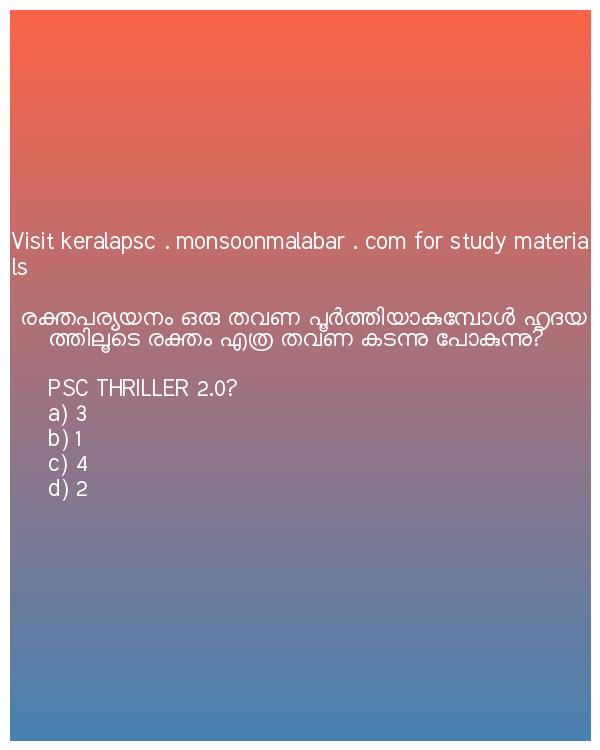 Visit keralapsc . monsoonmalabar . com for study materia
ls
രക്തപര്യയനം ഒരു തവണ പൂർത്തിയാകുമ്പോൾ ഹൃദയ
ത്തിലൂടെ രക്തം എത്ര തവണ കടന്നു പോകുന്നു?
PSC THRILLER 2.0?
a) 3
b) 1
c) 4
d) 2